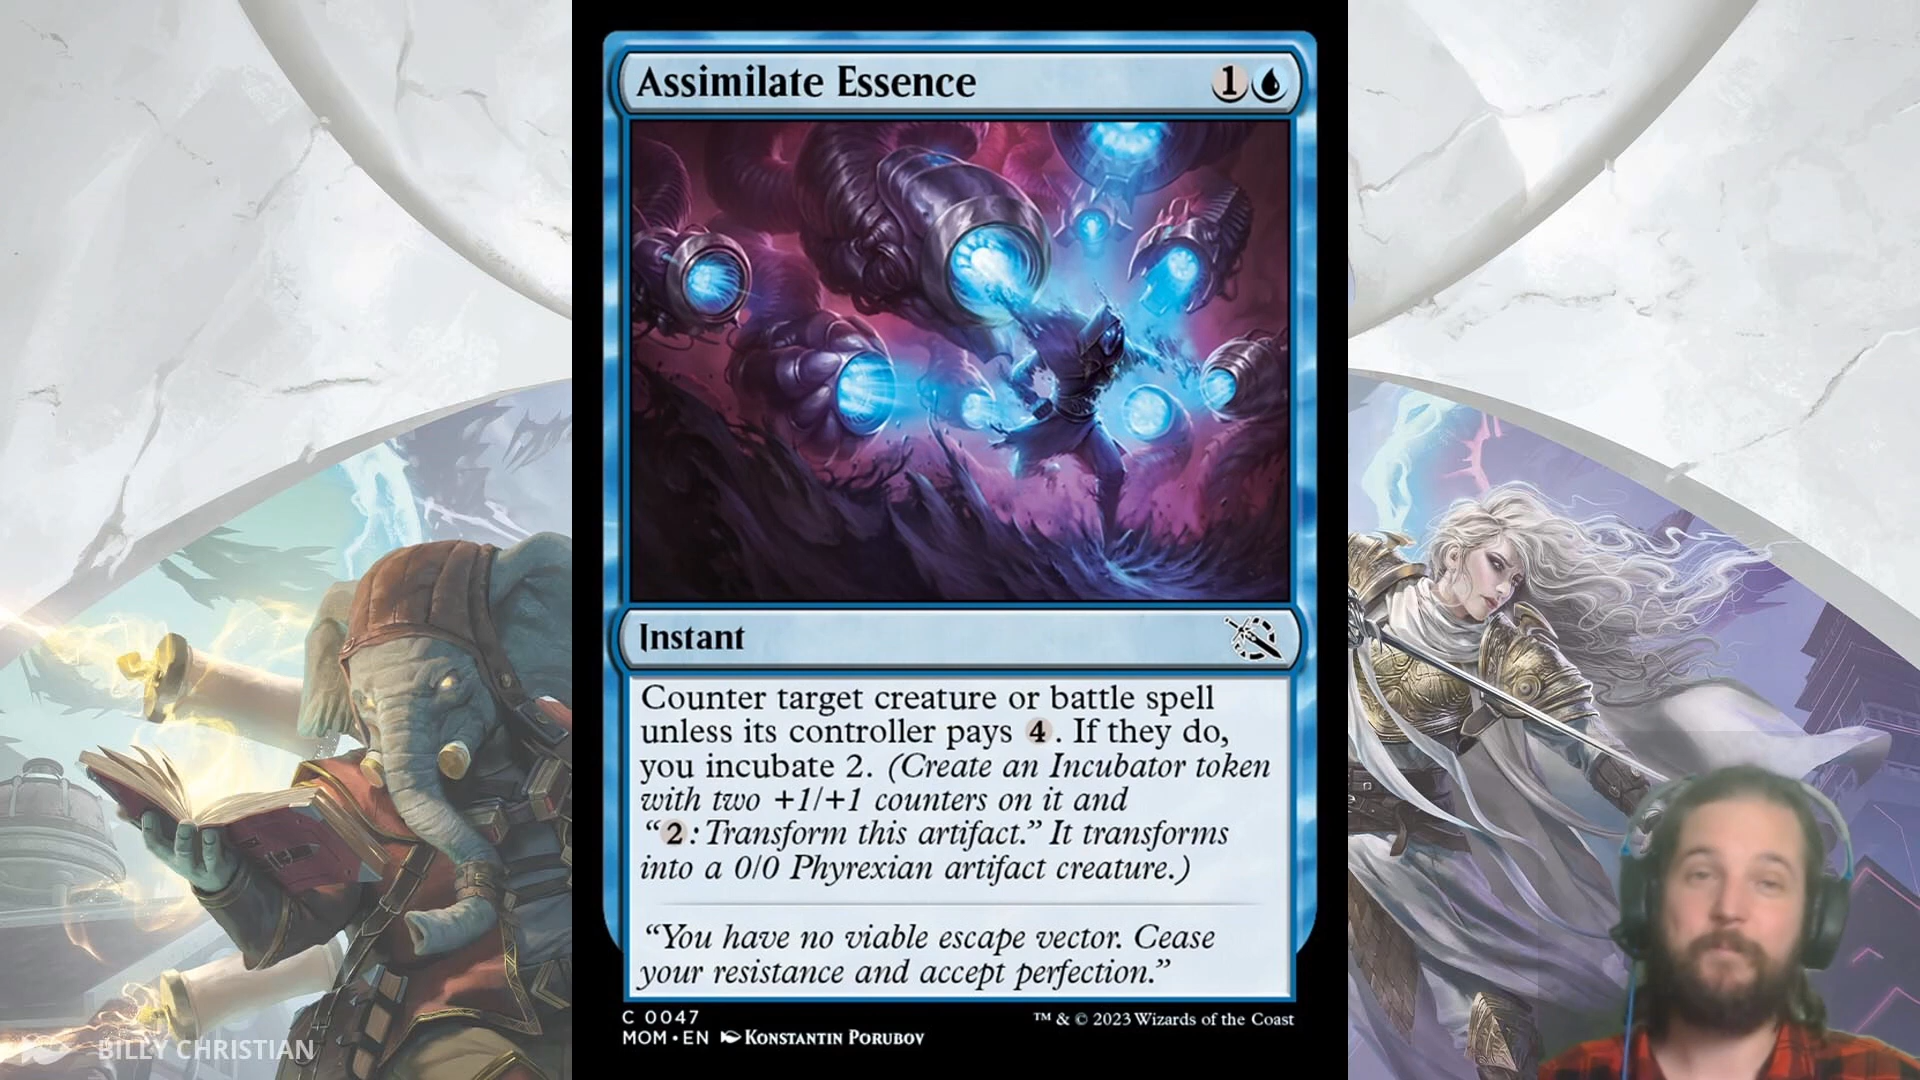 Assimilate Essence 1
Instant
Counter target creature or battle spell
unless its controller pays 4. If they do,
you incubate 2. (Create an Incubator token
with two +1/+1 counters on it and
“2: Transform this artifact.” It transforms
into a 0/0 Phyrexian artifact creature.)
“You have no viable escape vector. Cease
your resistance and accept perfection.”
C 0047
MOM • EN KONSTANTIN PORUBOV
™ & © 2023 Wizards of the Coast
BILLY CHRISTIAN